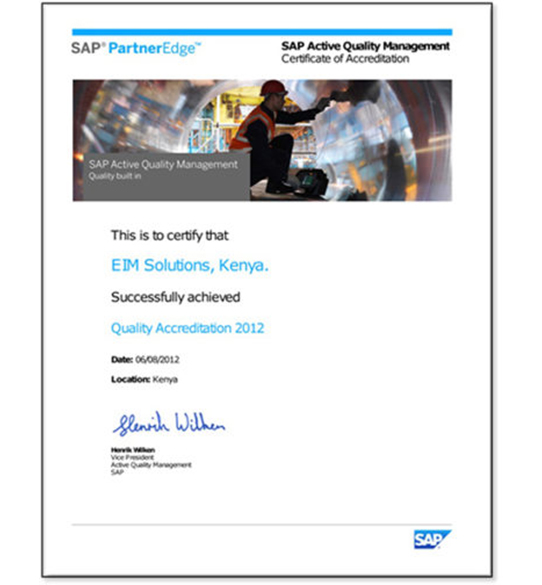 SAP® PartnerEdge™
SAP Active Quality Management
Certificate of Accreditation
SAP Active Quality Management
Quality built in
This is to certify that
EIM Solutions, Kenya.
Successfully achieved
Quality Accreditation 2012
Date: 06/08/2012
Location: Kenya
Henrik Wilken
Henrik Wilken
Vice President
Active Quality Management
SAP
SAP